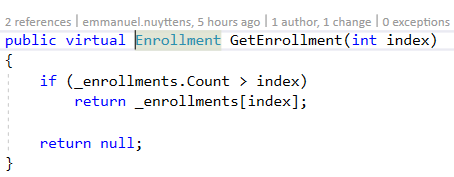 2 references | emmanuel.nuyttens, 5 hours ago | 1 author, 1 change | 0 exceptions
public virtual Enrollment GetEnrollment(int index)
{
    if (_enrollments.Count > index)
        return _enrollments[index];

    return null;
}